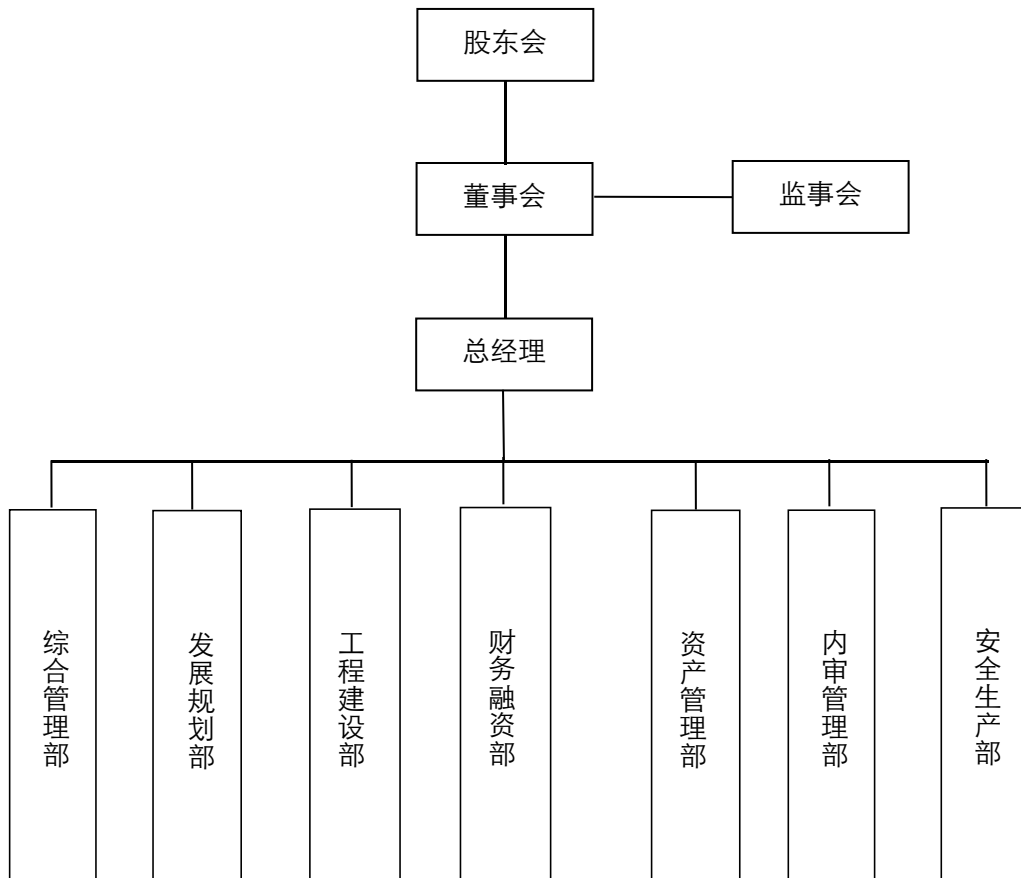 股东会
董事会
监事会
总经理
综合管理部
发展规划部
工程建设部
财务融资部
资产管理部
内审管理部
安全生产部